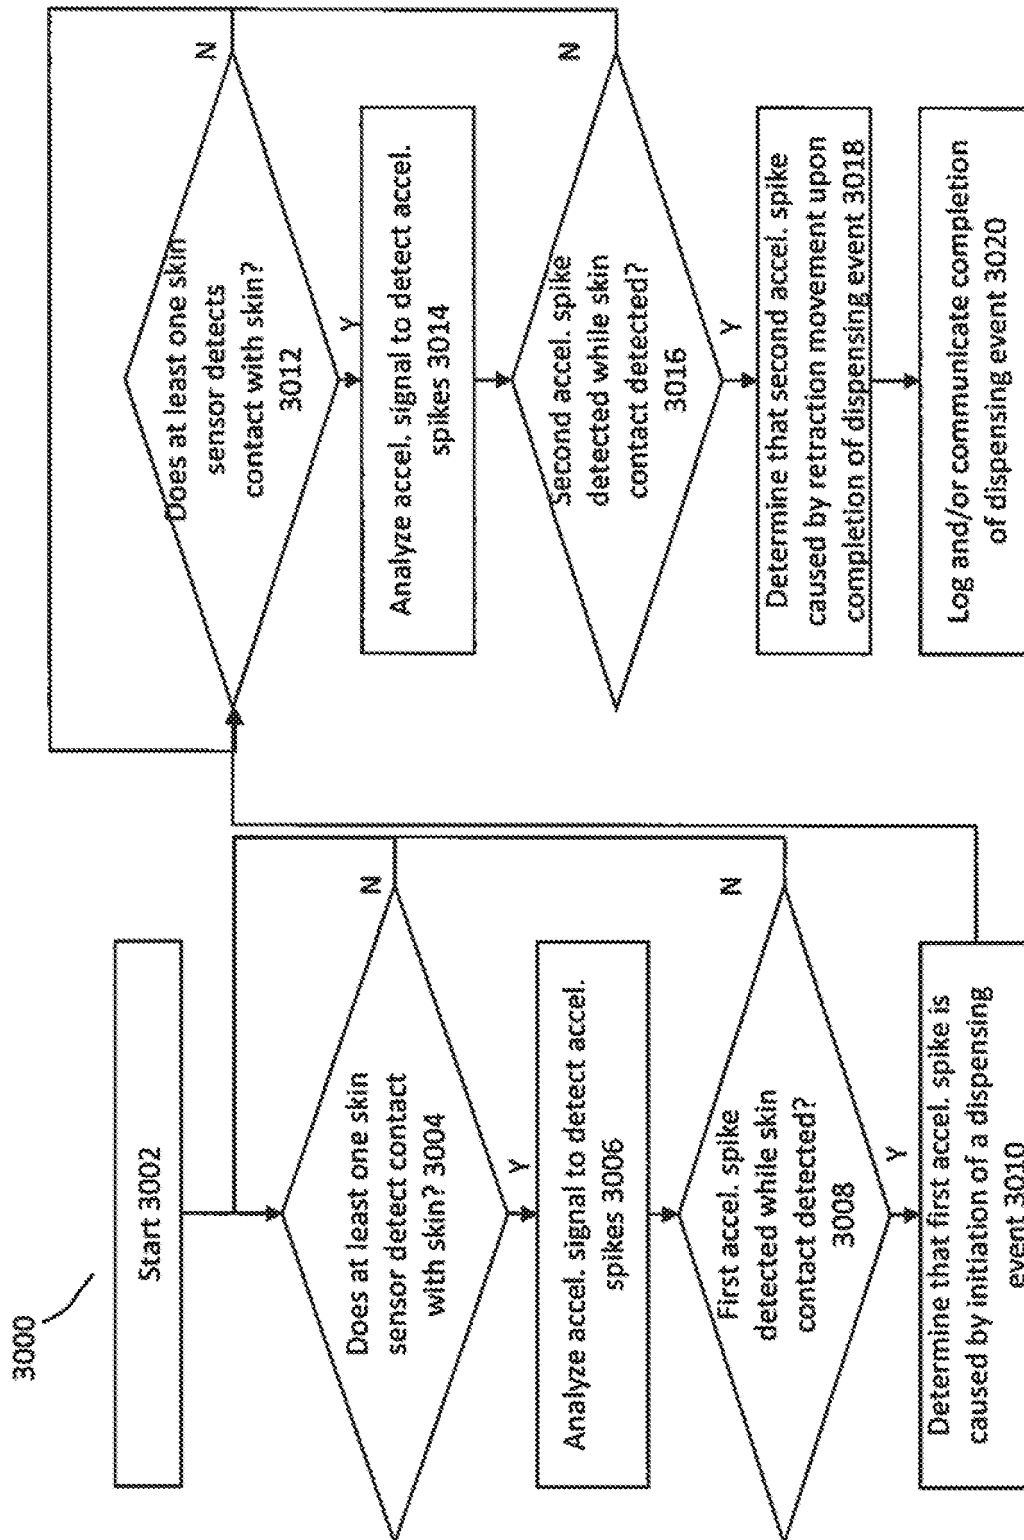 3000
Start 3002
Does at least one skin
sensor detect contact
with skin? 3004
N
Y
Analyze accel. signal to detect accel.
spikes 3006
First accel. spike
detected while skin
contact detected?
3008
N
Y
Determine that first accel. spike is
caused by initiation of a dispensing
event 3010
Does at least one skin
sensor detects
contact with skin?
3012
N
Y
Analyze accel. signal to detect accel.
spikes 3014
Second accel. spike
detected while skin
contact detected?
3016
N
Y
Determine that second accel. spike
caused by retraction movement upon
completion of dispensing event 3018
Log and/or communicate completion
of dispensing event 3020